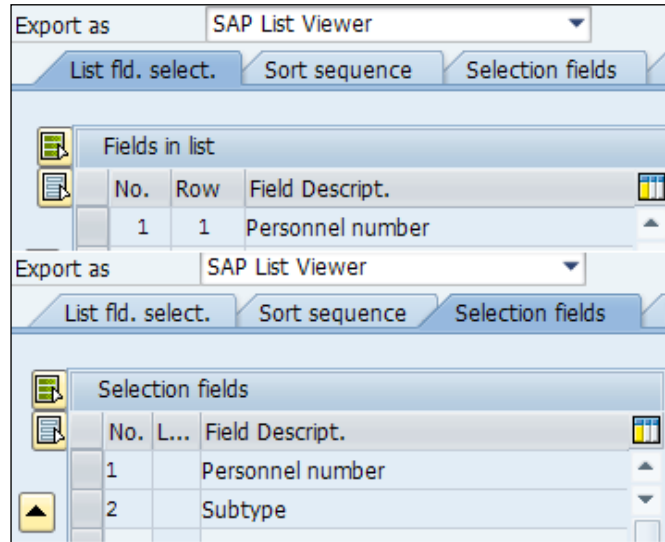 Export as SAP List Viewer
List fld. select. Sort sequence Selection fields
Fields in list
No. Row Field Descript.
1 1 Personnel number
Export as SAP List Viewer
List fld. select. Sort sequence Selection fields
Selection fields
No. L... Field Descript.
1 Personnel number
2 Subtype